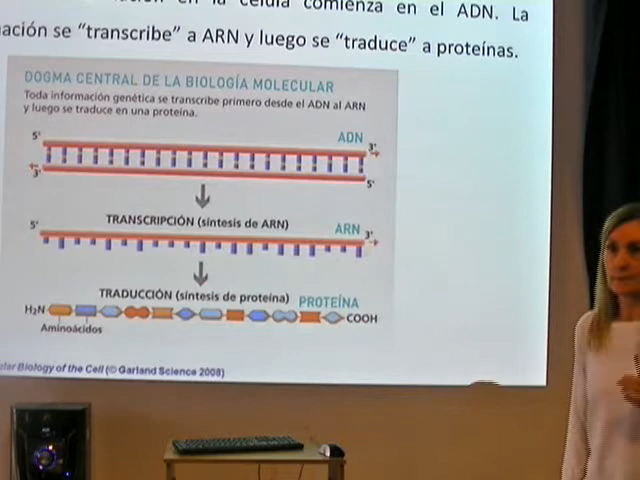 en la célula comienza en el ADN. La
se "transcribe" a ARN y luego se "traduce" a proteínas.
DOGMA CENTRAL DE LA BIOLOGÍA MOLECULAR
Toda información genética se transcribe primero desde el ADN al ARN
y luego se traduce en una proteína.
5' ADN 3'
3' 5'
TRANSCRIPCIÓN (síntesis de ARN)
5' ARN 3'
TRADUCCIÓN (síntesis de proteína)
PROTEÍNA
H₂N COOH
Aminoácidos
Biology of the Cell (© Garland Science 2008)